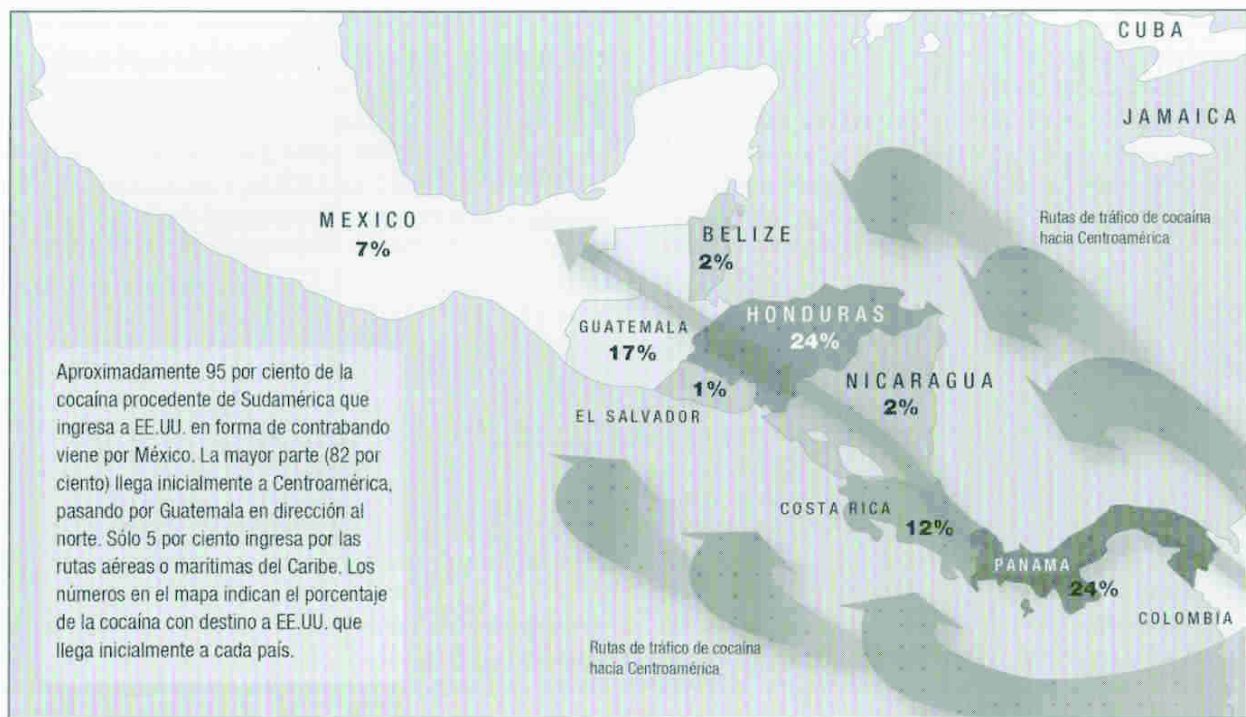 CUBA
JAMAICA
Rutas de tráfico de cocaína
hacia Centroamérica
MEXICO
7%
BELIZE
2%
HONDURAS
24%
GUATEMALA
17%
1%
EL SALVADOR
NICARAGUA
2%
COSTA RICA
12%
PANAMA
24%
COLOMBIA
Aproximadamente 95 por ciento de la
cocaína procedente de Sudamérica que
ingresa a EE.UU. en forma de contrabando
viene por México. La mayor parte (82 por
ciento) llega inicialmente a Centroamérica,
pasando por Guatemala en dirección al
norte. Sólo 5 por ciento ingresa por las
rutas aéreas o marítimas del Caribe. Los
números en el mapa indican el porcentaje
de la cocaína con destino a EE.UU. que
llega inicialmente a cada país.
Rutas de tráfico de cocaína
hacia Centroamérica